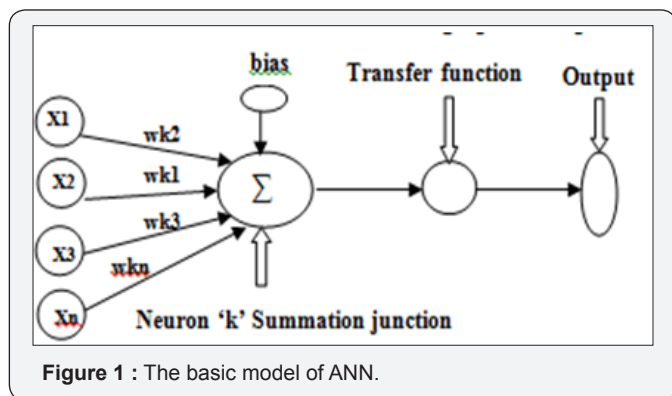 bias
Transfer function
Output
X1
wk2
X2
wk1
Σ
X3
wk3
wkn
Xn
Neuron ‘k’ Summation junction
Figure 1 : The basic model of ANN.